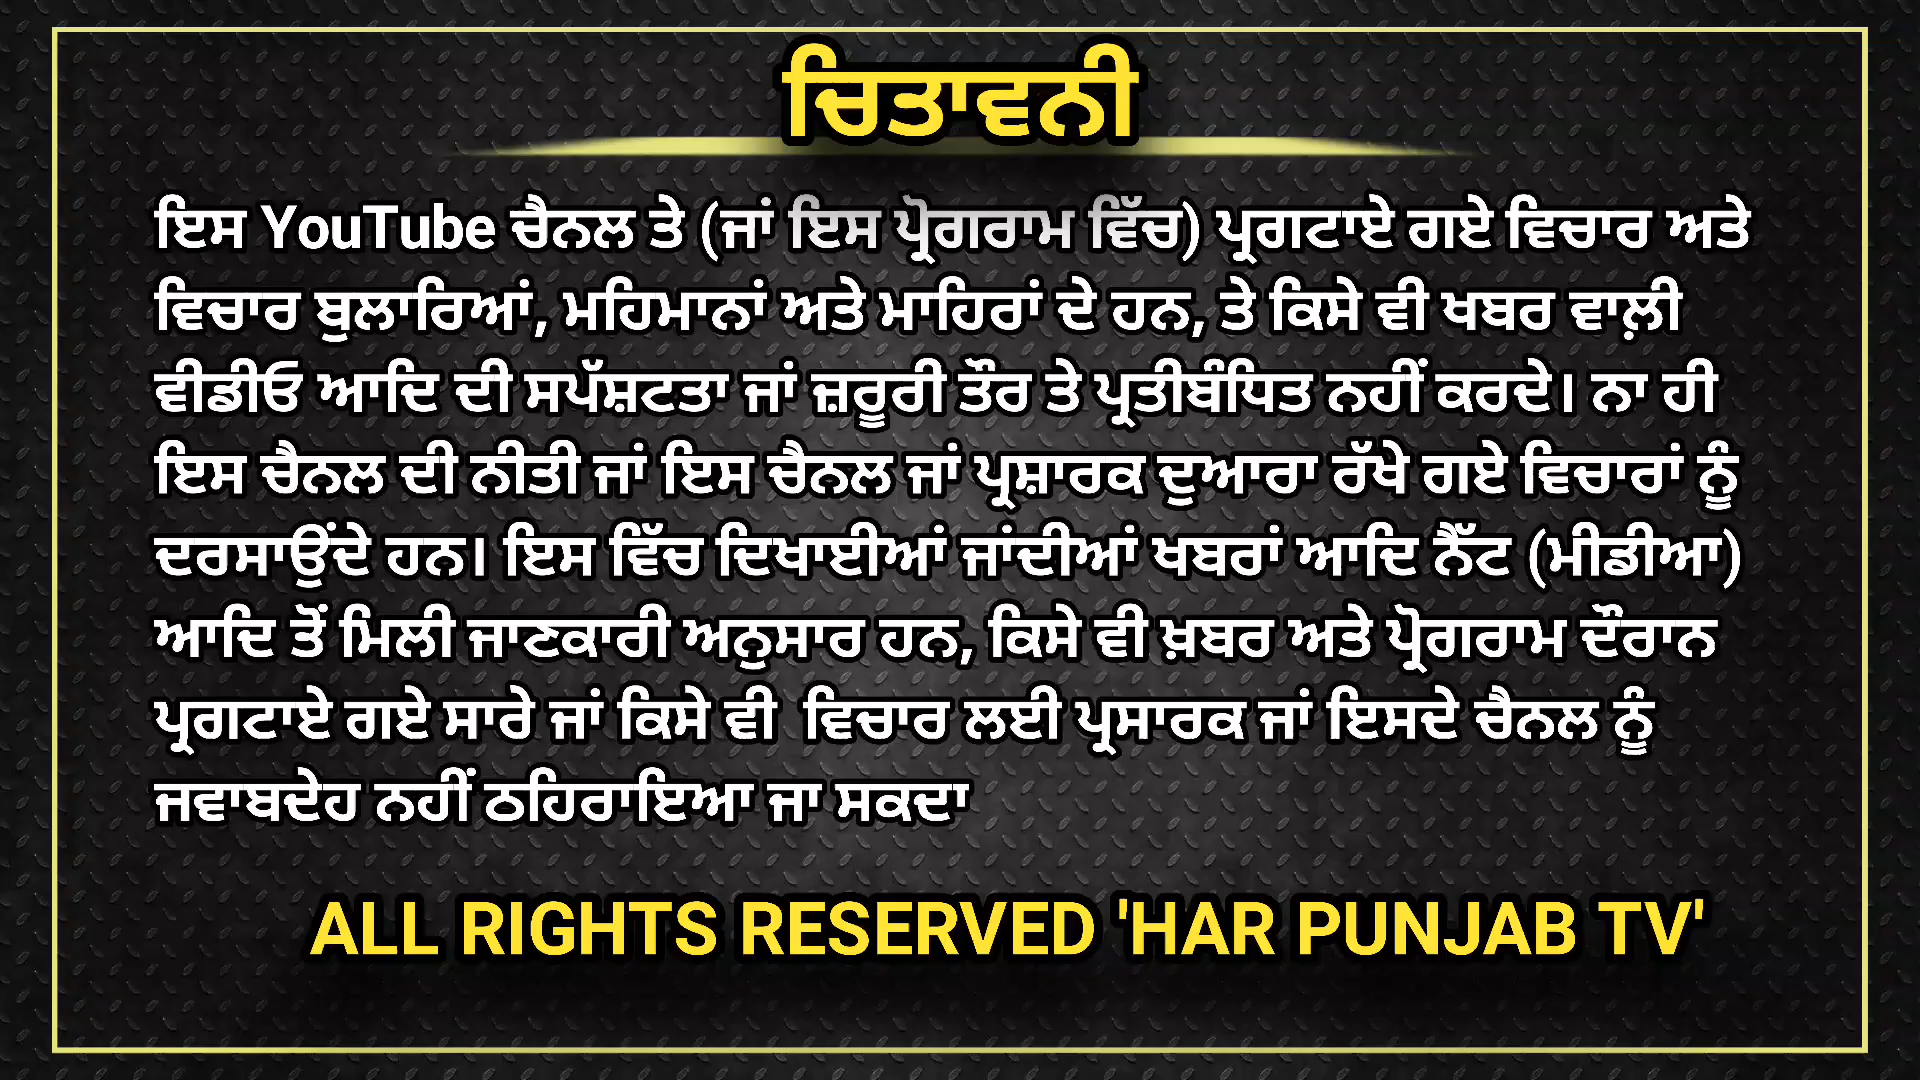 ਚਿਤਾਵਨੀ
ਇਸ YouTube ਚੈਨਲ ਤੇ (ਜਾਂ ਇਸ ਪ੍ਰੋਗਰਾਮ ਵਿੱਚ) ਪ੍ਰਗਟਾਏ ਗਏ ਵਿਚਾਰ ਅਤੇ
ਵਿਚਾਰ ਬੁਲਾਰਿਆਂ, ਮਹਿਮਾਨਾਂ ਅਤੇ ਮਾਹਿਰਾਂ ਦੇ ਹਨ, ਤੇ ਕਿਸੇ ਵੀ ਖਬਰ ਵਾਲ਼ੀ
ਵੀਡੀਓ ਆਦਿ ਦੀ ਸਪੱਸ਼ਟਤਾ ਜਾਂ ਜ਼ਰੂਰੀ ਤੌਰ ਤੇ ਪ੍ਰਤੀਬੰਧਿਤ ਨਹੀਂ ਕਰਦੇ। ਨਾ ਹੀ
ਇਸ ਚੈਨਲ ਦੀ ਨੀਤੀ ਜਾਂ ਇਸ ਚੈਨਲ ਜਾਂ ਪ੍ਰਸ਼ਾਰਕ ਦੁਆਰਾ ਰੱਖੇ ਗਏ ਵਿਚਾਰਾਂ ਨੂੰ
ਦਰਸਾਉਂਦੇ ਹਨ। ਇਸ ਵਿੱਚ ਦਿਖਾਈਆਂ ਜਾਂਦੀਆਂ ਖਬਰਾਂ ਆਦਿ ਨੈੱਟ (ਮੀਡੀਆ)
ਆਦਿ ਤੋਂ ਮਿਲੀ ਜਾਣਕਾਰੀ ਅਨੁਸਾਰ ਹਨ, ਕਿਸੇ ਵੀ ਖ਼ਬਰ ਅਤੇ ਪ੍ਰੋਗਰਾਮ ਦੌਰਾਨ
ਪ੍ਰਗਟਾਏ ਗਏ ਸਾਰੇ ਜਾਂ ਕਿਸੇ ਵੀ  ਵਿਚਾਰ ਲਈ ਪ੍ਰਸਾਰਕ ਜਾਂ ਇਸਦੇ ਚੈਨਲ ਨੂੰ
ਜਵਾਬਦੇਹ ਨਹੀਂ ਠਹਿਰਾਇਆ ਜਾ ਸਕਦਾ
ALL RIGHTS RESERVED 'HAR PUNJAB TV'